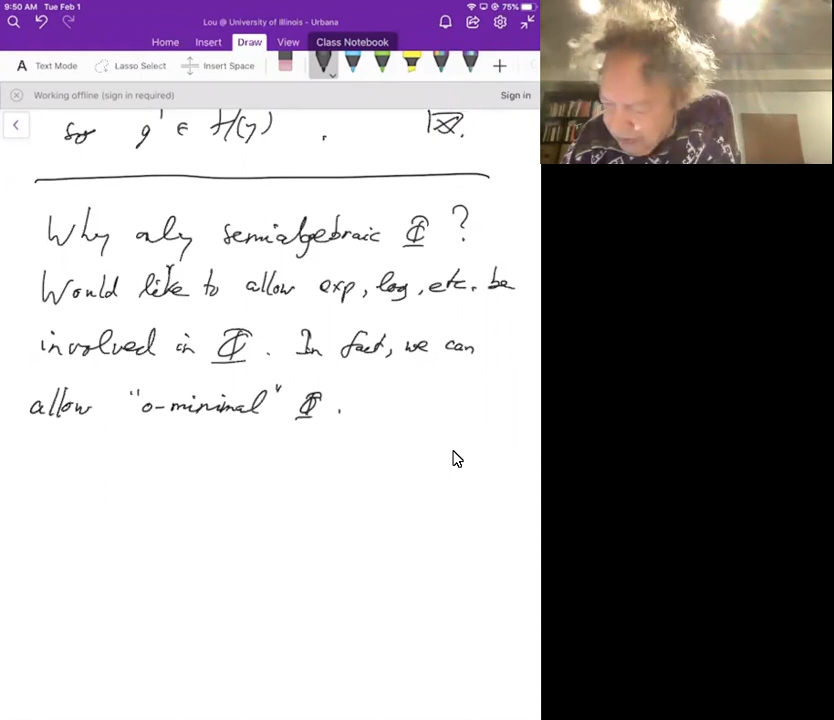 9:50 AM Tue Feb 1
75%
Lou @ University of Illinois - Urbana
Home Insert Draw View Class Notebook
A Text Mode Lasso Select Insert Space
Working offline (sign in required) Sign in
for g' ∈ H(y) .
Why only semialgebraic Φ ?
Would like to allow exp, log, etc. be
involved in Φ . In fact, we can
allow "o-minimal" Φ .